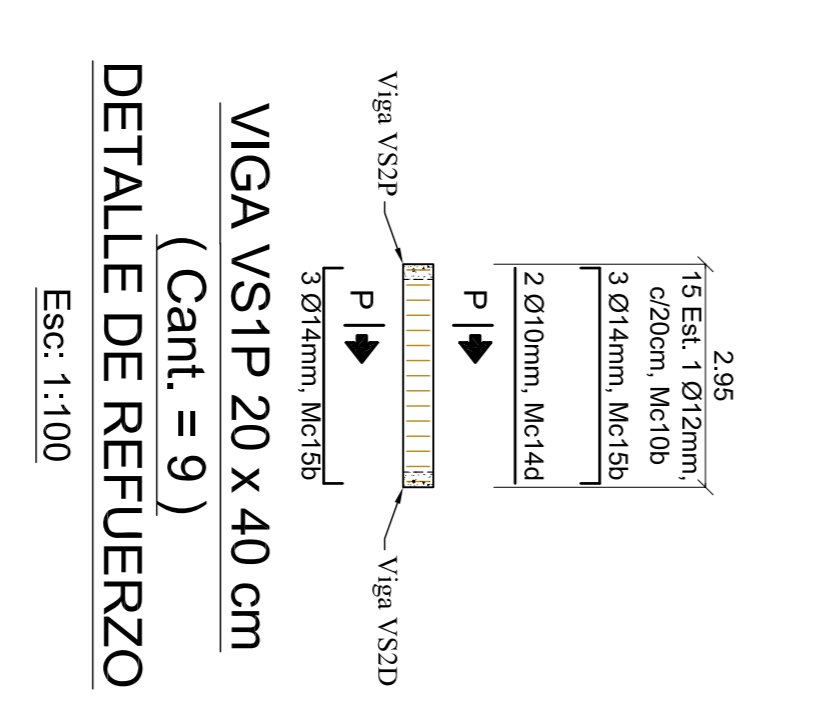 2.95
15 Est. 1 Ø12mm,
c/20cm, Mc10b
3 Ø14mm, Mc15b
2 Ø10mm, Mc14d
P
Viga VS2P
Viga VS2D
P
3 Ø14mm, Mc15b
VIGA VS1P 20 x 40 cm
( Cant. = 9 )
DETALLE DE REFUERZO
Esc: 1:100